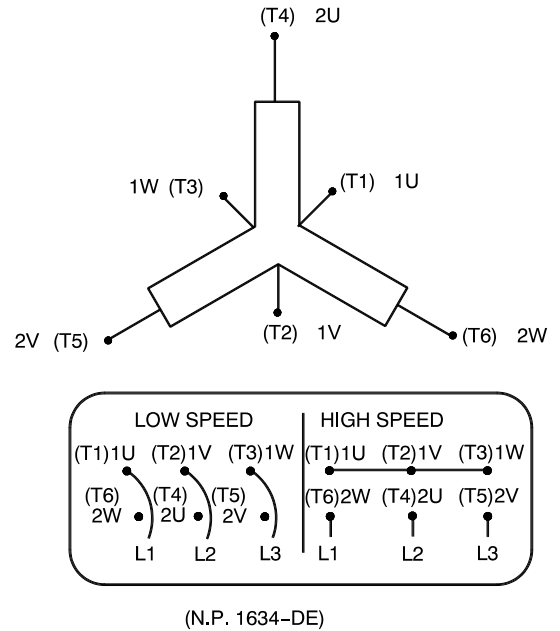 (T4) 2U
1W (T3)
(T1) 1U
2V (T5)
(T2) 1V
(T6) 2W
LOW SPEED
HIGH SPEED
(T1)1U (T2)1V (T3)1W
(T1)1U (T2)1V (T3)1W
(T6) (T4) (T5)
2W 2U 2V
(T6)2W (T4)2U (T5)2V
L1 L2 L3
L1 L2 L3
(N.P. 1634-DE)